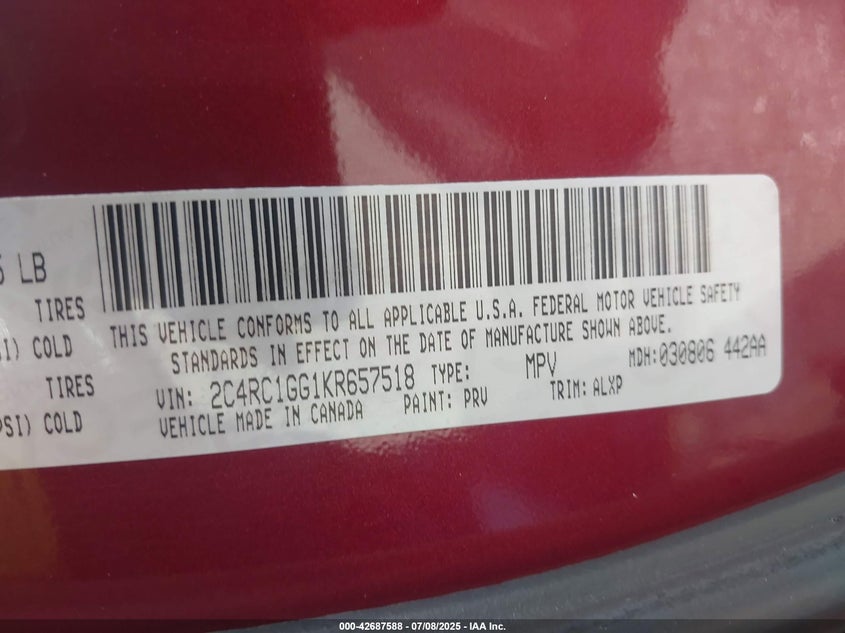 5 LB
TIRES
SI) COLD
TIRES
PSI) COLD
THIS VEHICLE CONFORMS TO ALL APPLICABLE U.S.A. FEDERAL MOTOR VEHICLE SAFETY
STANDARDS IN EFFECT ON THE DATE OF MANUFACTURE SHOWN ABOVE.
VIN: 2C4RC1GG1KR657518 TYPE: MPV MDH:030806 442AA
VEHICLE MADE IN CANADA PAINT: PRV TRIM: ALXP
000-42687588 - 07/08/2025 - IAA Inc.